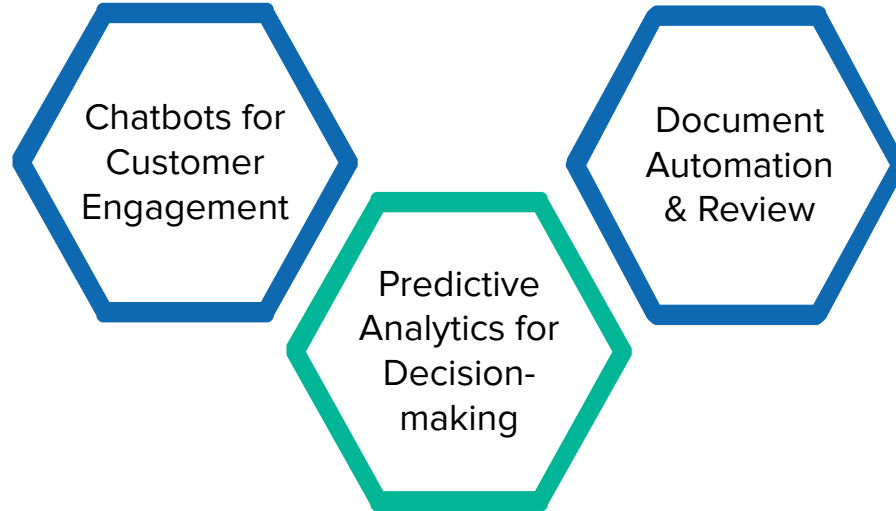 Chatbots for
Customer
Engagement
Predictive
Analytics for
Decision-
making
Document
Automation
& Review